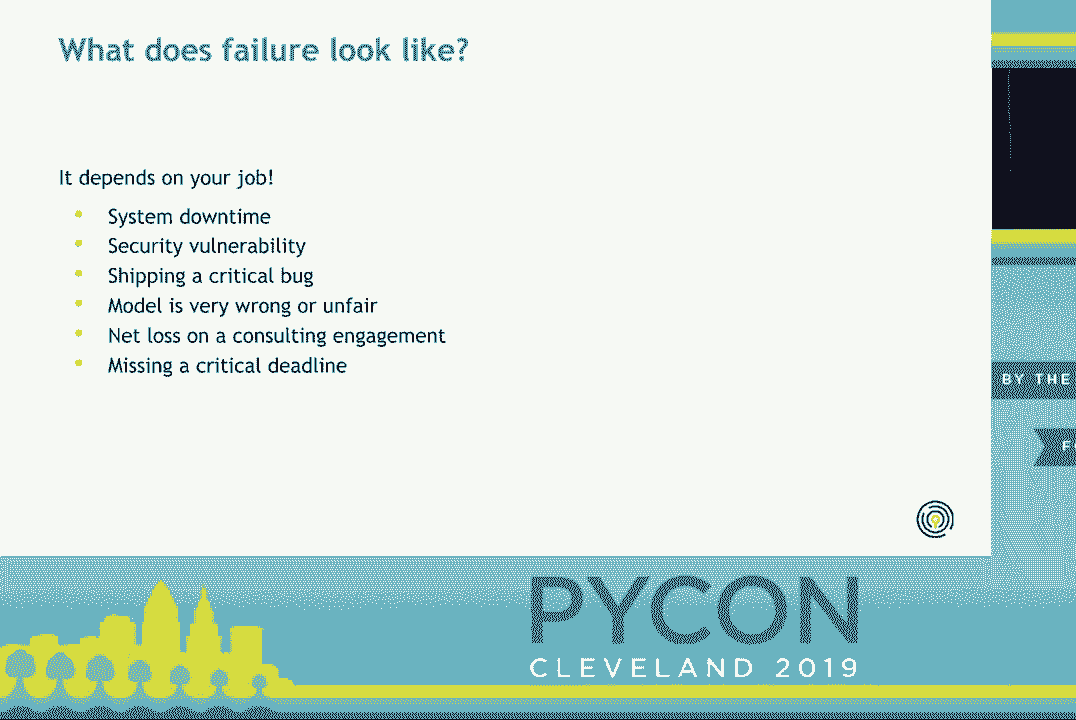 What does failure look like?
It depends on your job!
System downtime
Security vulnerability
Shipping a critical bug
Model is very wrong or unfair
Net loss on a consulting engagement
Missing a critical deadline
BY THE
PYCON
CLEVELAND 2019